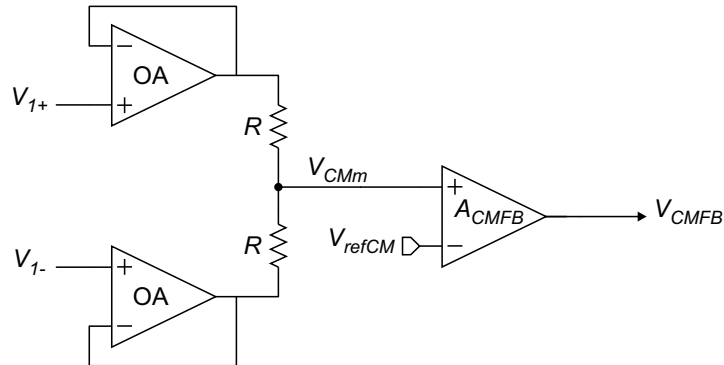 OA
V1+
R
VCMm
ACMFB
VCMFB
R
VrefCM
V1-
OA